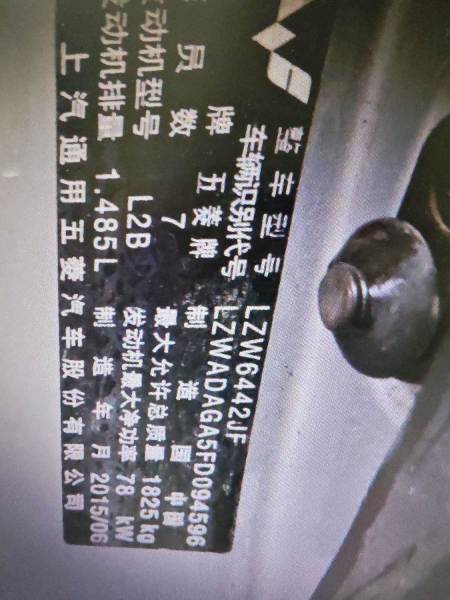 整车型号 LZW6442JF
车辆识别代号 LZWADAGA5FD094596
牌 五菱牌 制造国 中国
员数 7 最大允许总质量 1825kg
发动机型号 L2B 发动机最大净功率 78 kW
发动机排量 1.485L 制造年月 2015/06
上汽通用五菱汽车股份有限公司